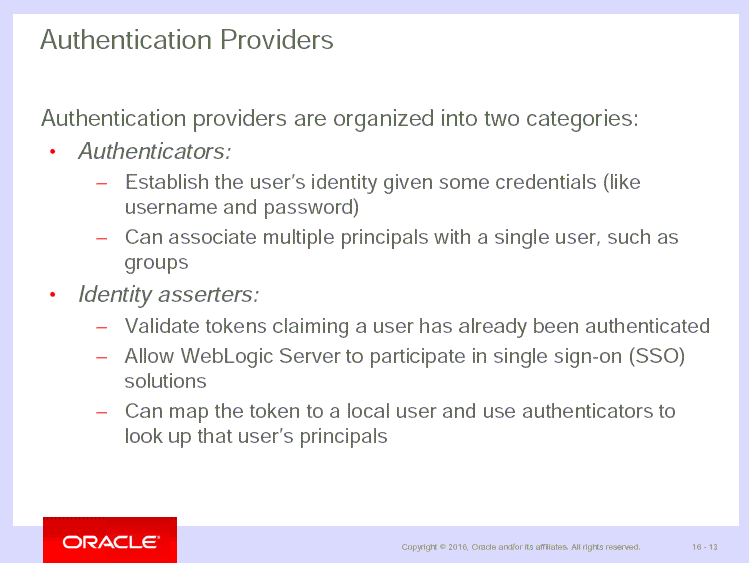 Authentication Providers
Authentication providers are organized into two categories:
• Authenticators:
– Establish the user's identity given some credentials (like
username and password)
– Can associate multiple principals with a single user, such as
groups
• Identity asserters:
– Validate tokens claiming a user has already been authenticated
– Allow WebLogic Server to participate in single sign-on (SSO)
solutions
– Can map the token to a local user and use authenticators to
look up that user's principals
ORACLE®
Copyright © 2016, Oracle and/or its affiliates. All rights reserved.
16 - 13